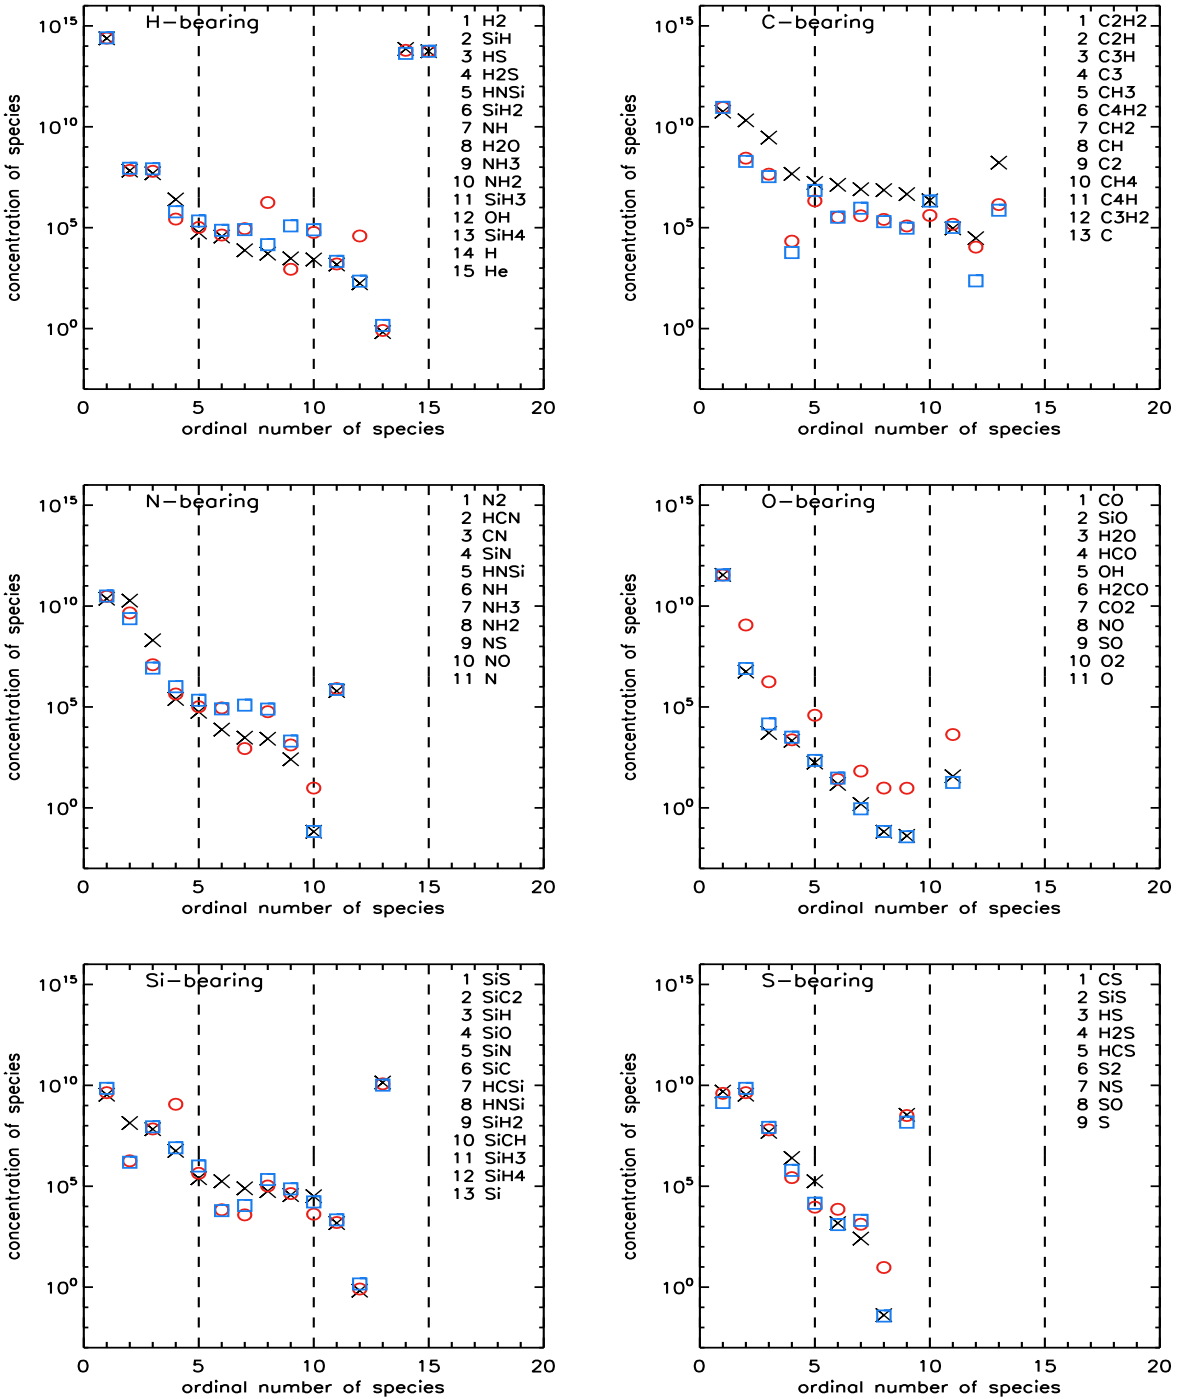 H-bearing
1 H2
2 SiH
3 HS
4 H2S
5 HNSi
6 SiH2
7 NH
8 H2O
9 NH3
10 NH2
11 SiH3
12 OH
13 SiH4
14 H
15 He
10^15
10^10
10^5
10^0
concentration of species
0 5 10 15 20
ordinal number of species
C-bearing
1 C2H2
2 C2H
3 C3H
4 C3
5 CH3
6 C4H2
7 CH2
8 CH
9 C2
10 CH4
11 C4H
12 C3H2
13 C
10^15
10^10
10^5
10^0
concentration of species
0 5 10 15 20
ordinal number of species
N-bearing
1 N2
2 HCN
3 CN
4 SiN
5 HNSi
6 NH
7 NH3
8 NH2
9 NS
10 NO
11 N
10^15
10^10
10^5
10^0
concentration of species
0 5 10 15 20
ordinal number of species
O-bearing
1 CO
2 SiO
3 H2O
4 HCO
5 OH
6 H2CO
7 CO2
8 NO
9 SO
10 O2
11 O
10^15
10^10
10^5
10^0
concentration of species
0 5 10 15 20
ordinal number of species
Si-bearing
1 SiS
2 SiC2
3 SiH
4 SiO
5 SiN
6 SiC
7 HCSi
8 HNSi
9 SiH2
10 SiCH
11 SiH3
12 SiH4
13 Si
10^15
10^10
10^5
10^0
concentration of species
0 5 10 15 20
ordinal number of species
S-bearing
1 CS
2 SiS
3 HS
4 H2S
5 HCS
6 S2
7 NS
8 SO
9 S
10^15
10^10
10^5
10^0
concentration of species
0 5 10 15 20
ordinal number of species